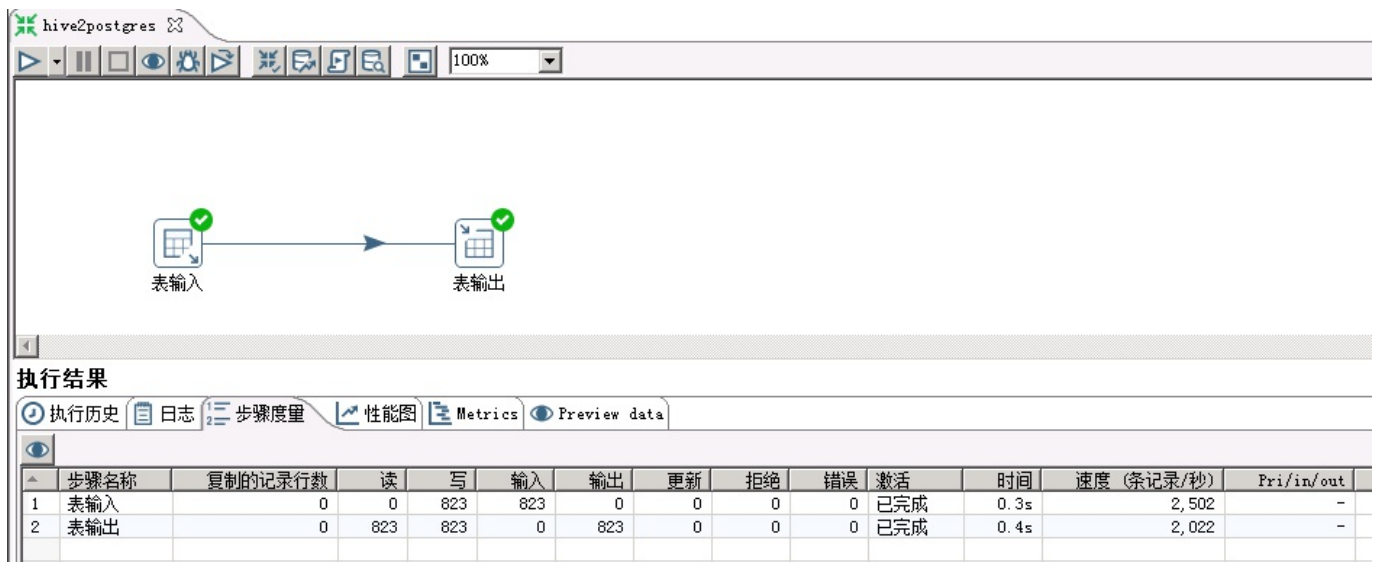 hive2postgres
100%
表输入 表输出
执行结果
执行历史 日志 步骤度量 性能图 Metrics Preview data
步骤名称 复制的记录行数 读 写 输入 输出 更新 拒绝 错误 激活 时间 速度 (条记录/秒) Pri/in/out
1 表输入 0 0 823 823 0 0 0 0 已完成 0.3s 2,502 -
2 表输出 0 823 823 0 823 0 0 0 已完成 0.4s 2,022 -